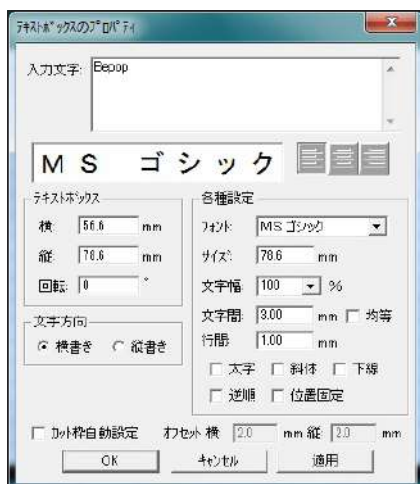 テキストボックスのプロパティ
入力文字: Bepop
MS ゴシック
テキストボックス
横: 56.6 mm
縦: 78.6 mm
回転: 0 °
文字方向
横書き 縦書き
各種設定
フォント: MS ゴシック
サイズ: 78.6 mm
文字幅: 100 %
文字間: 3.00 mm 均等
行間: 1.00 mm
太字 斜体 下線
逆順 位置固定
カット枠自動設定 オフセット 横 2.0 mm 縦 2.0 mm
OK キャンセル 適用